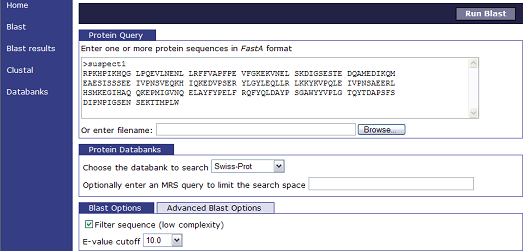 Home
Blast
Blast results
Clustal
Databanks
Run Blast
Protein Query
Enter one or more protein sequences in FastA format
>suspect1
RPKHPIKHQG LPQEVLNENL LRFFVAPFPE VFGKEKVNEL SKDIGSESTE DQAMEDIKQM
EAESISSSEE IVPNSVEQKH IQKEDVPSER YLGYLEQLLR LKKYKVPQLE IVPNSAEERL
HSMKEGIHAQ QKEPMIGVNQ ELAYFYPELF RQFYQLDAYP SGAWYYVPLG TQYTDAPSFS
DIPNPIGSEN SEKTTMPLW
Or enter filename:
Browse...
Protein Databanks
Choose the databank to search Swiss-Prot
Optionally enter an MRS query to limit the search space
Blast Options
Advanced Blast Options
Filter sequence (low complexity)
E-value cutoff 10.0